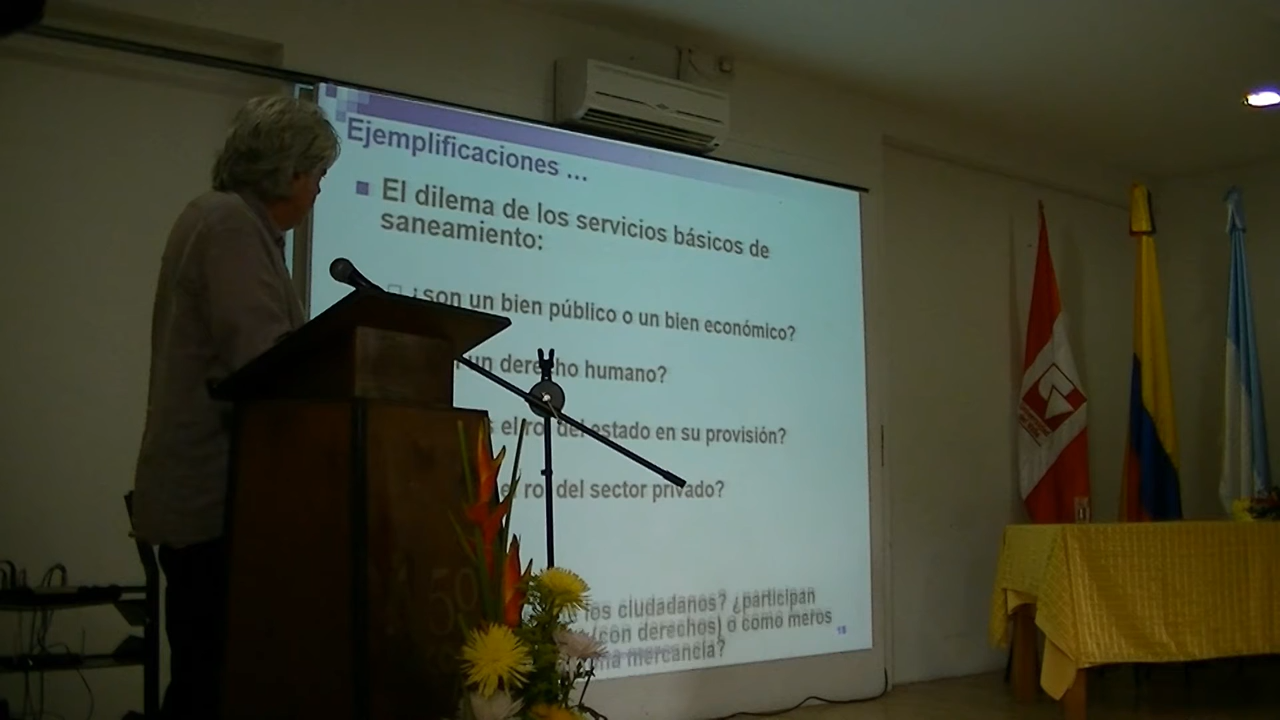 Ejemplificaciones ...
El dilema de los servicios básicos de
saneamiento:
¿son un bien público o un bien económico?
un derecho humano?
el rol del estado en su provisión?
el rol del sector privado?
los ciudadanos? ¿participan
(con derechos) o como meros
mercancía?